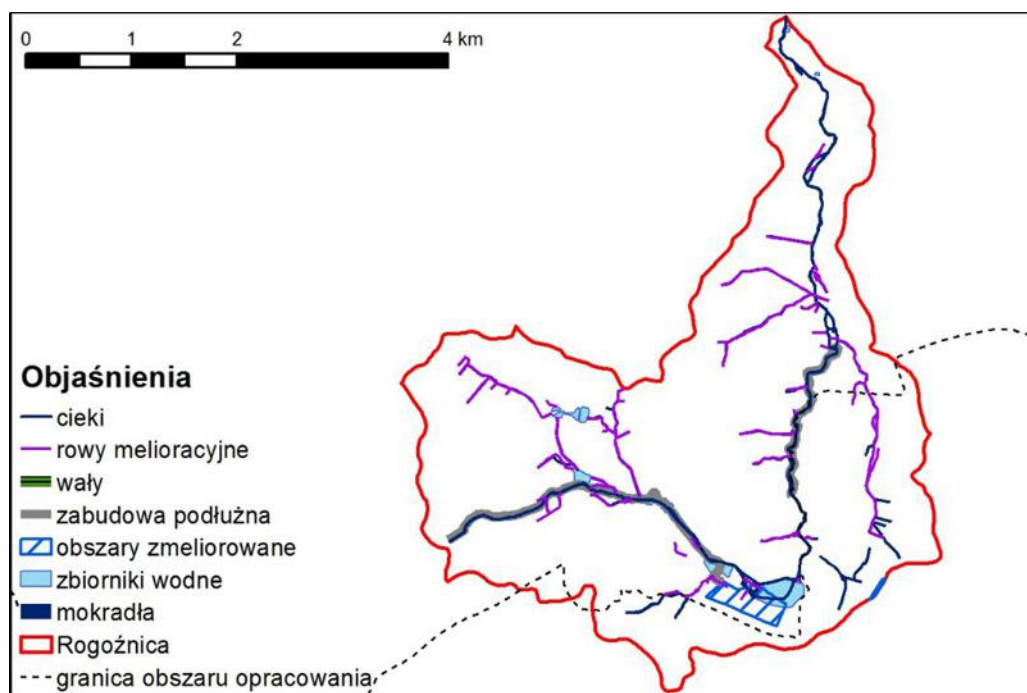 0 1 2 4 km
Objaśnienia
cieki
rowy melioracyjne
wały
zabudowa podłużna
obszary zmeliorowane
zbiorniki wodne
mokradła
Rogoźnica
granica obszaru opracowania